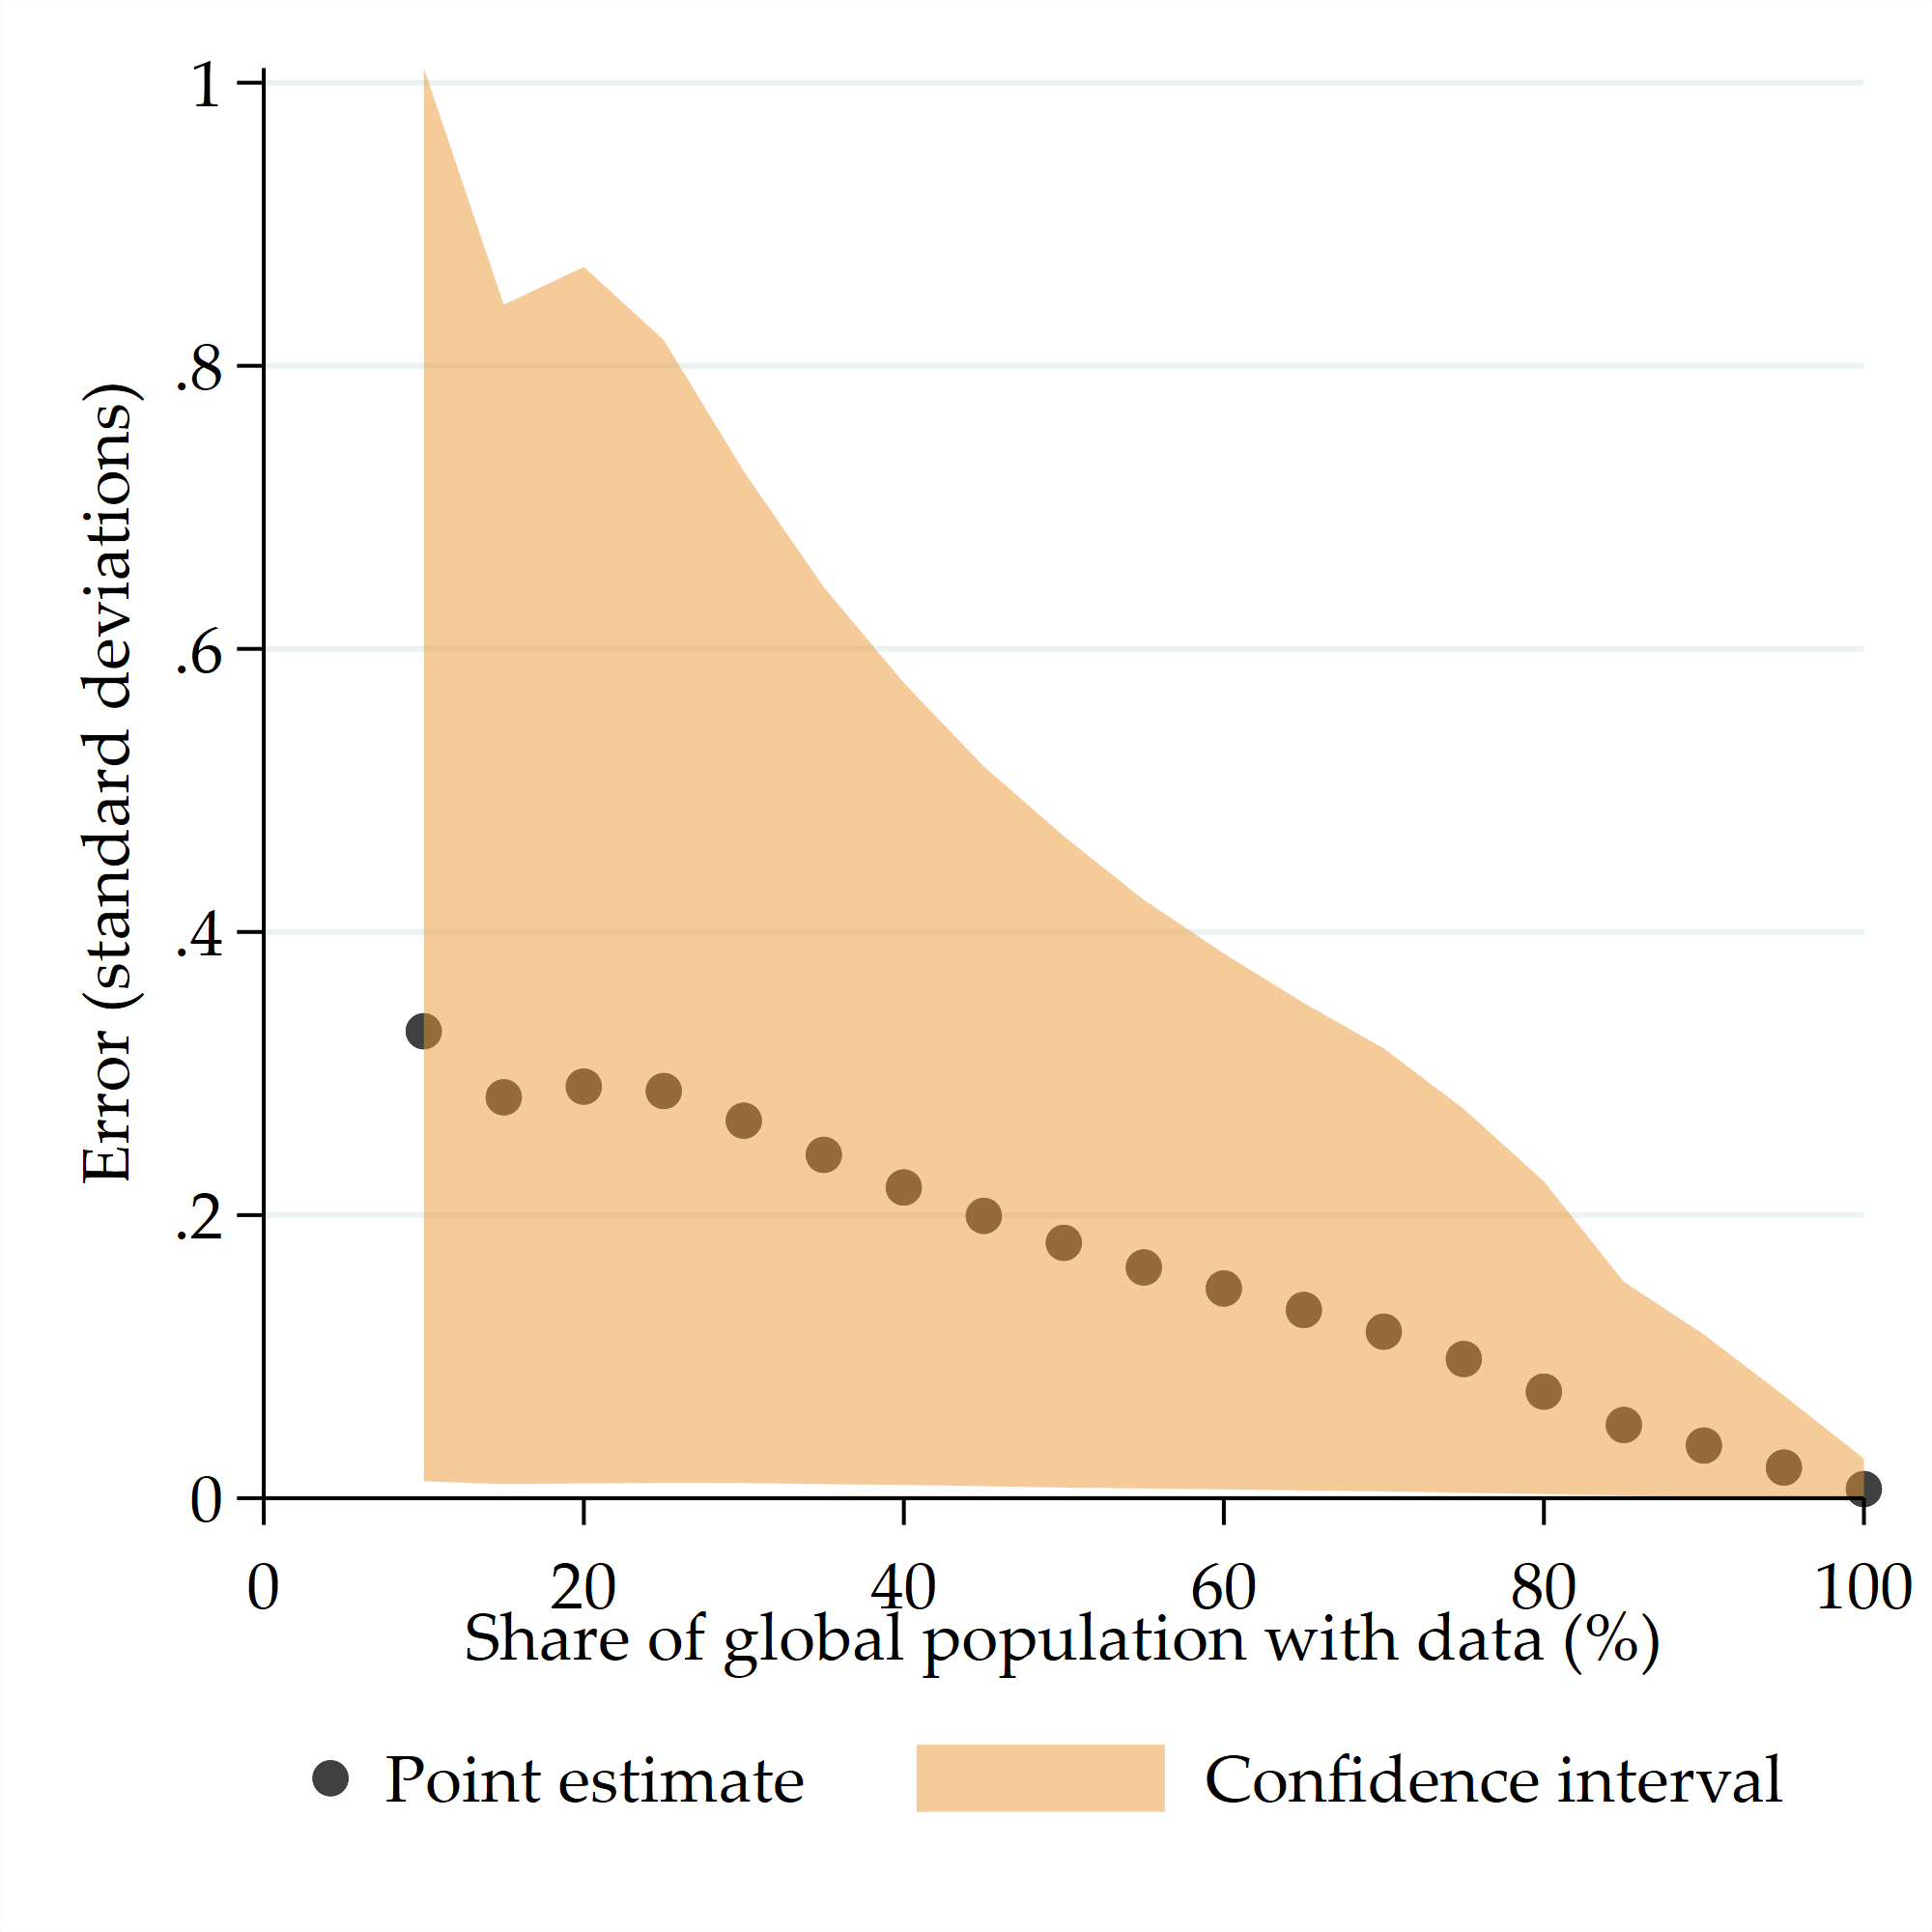 Error (standard deviations)
1
.8
.6
.4
.2
0
0 20 40 60 80 100
Share of global population with data (%)
Point estimate Confidence interval